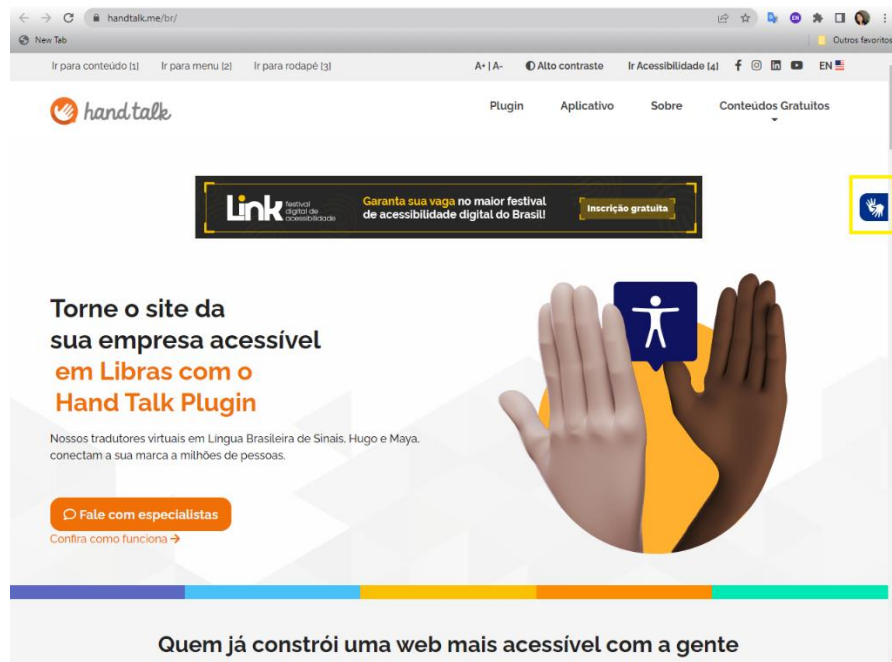 handtalk.me/br/
New Tab
Outros favoritos
Ir para conteúdo [1] Ir para menu [2] Ir para rodapé [3] A+ | A- Alto contraste Ir Acessibilidade [4] EN
hand talk
Plugin Aplicativo Sobre Conteúdos Gratuitos
Link festival
digital de
acessibilidade
Garanta sua vaga no maior festival
de acessibilidade digital do Brasil!
Inscrição gratuita
Torne o site da
sua empresa acessível
em Libras com o
Hand Talk Plugin
Nossos tradutores virtuais em Língua Brasileira de Sinais, Hugo e Maya,
conectam a sua marca a milhões de pessoas.
Fale com especialistas
Confira como funciona →
Quem já constrói uma web mais acessível com a gente